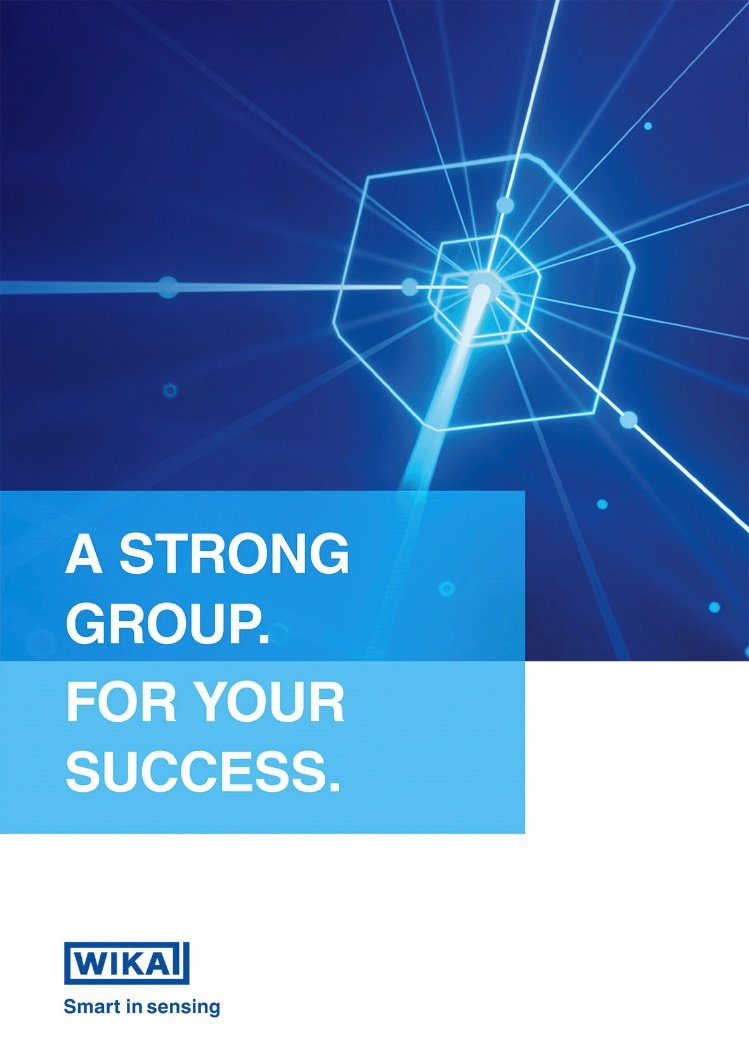 A STRONG
GROUP.
FOR YOUR
SUCCESS.
WIKA
Smart in sensing